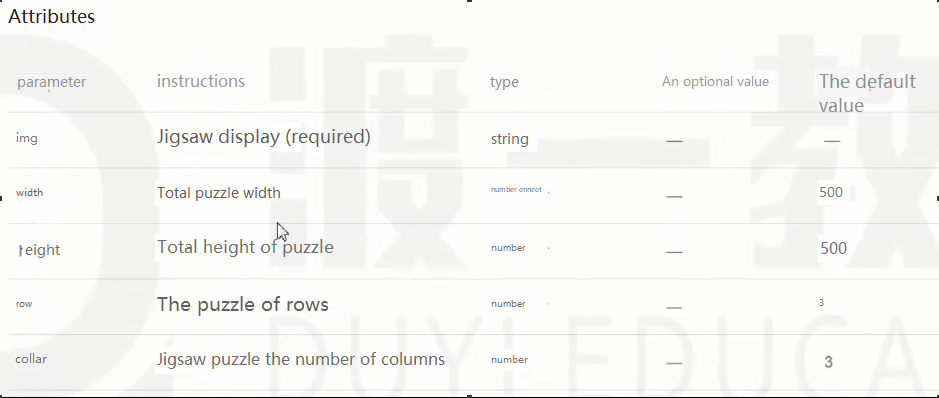 Attributes
parameter instructions type An optional value The default value
img Jigsaw display (required) string — —
width Total puzzle width number — 500
height Total height of puzzle number — 500
row The puzzle of rows number — 3
collar Jigsaw puzzle the number of columns number — 3
渡一教
DUYI EDUCA